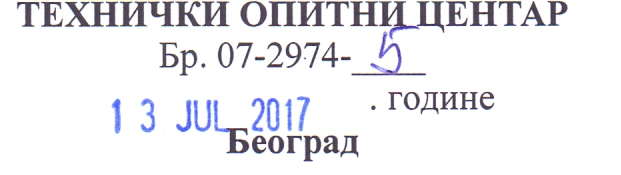 ТЕХНИЧКИ ОПИТНИ ЦЕНТАР
Бр. 07-2974-5
13 JUL 2017 . године
Београд